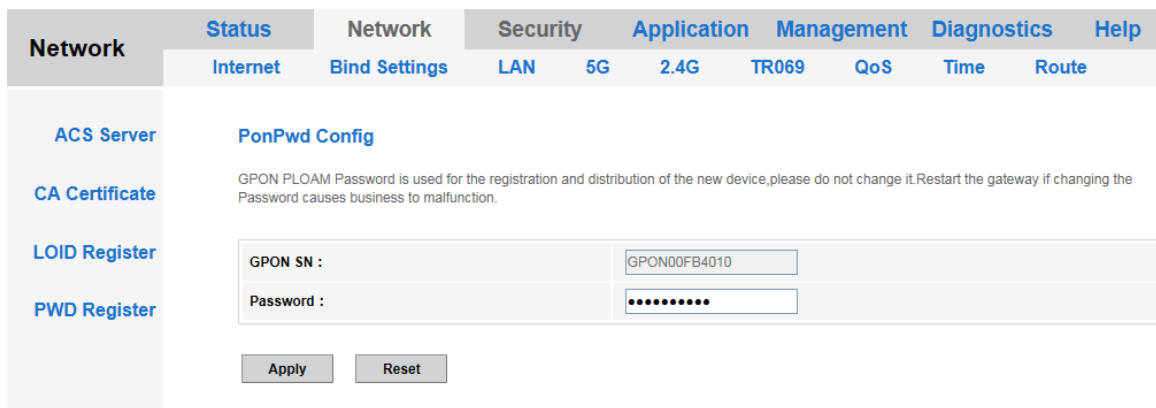 Network
Status Network Security Application Management Diagnostics Help
Internet Bind Settings LAN 5G 2.4G TR069 QoS Time Route
ACS Server
CA Certificate
LOID Register
PWD Register
PonPwd Config
GPON PLOAM Password is used for the registration and distribution of the new device,please do not change it.Restart the gateway if changing the
Password causes business to malfunction.
GPON SN : GPON00FB4010
Password : ••••••••••
Apply Reset